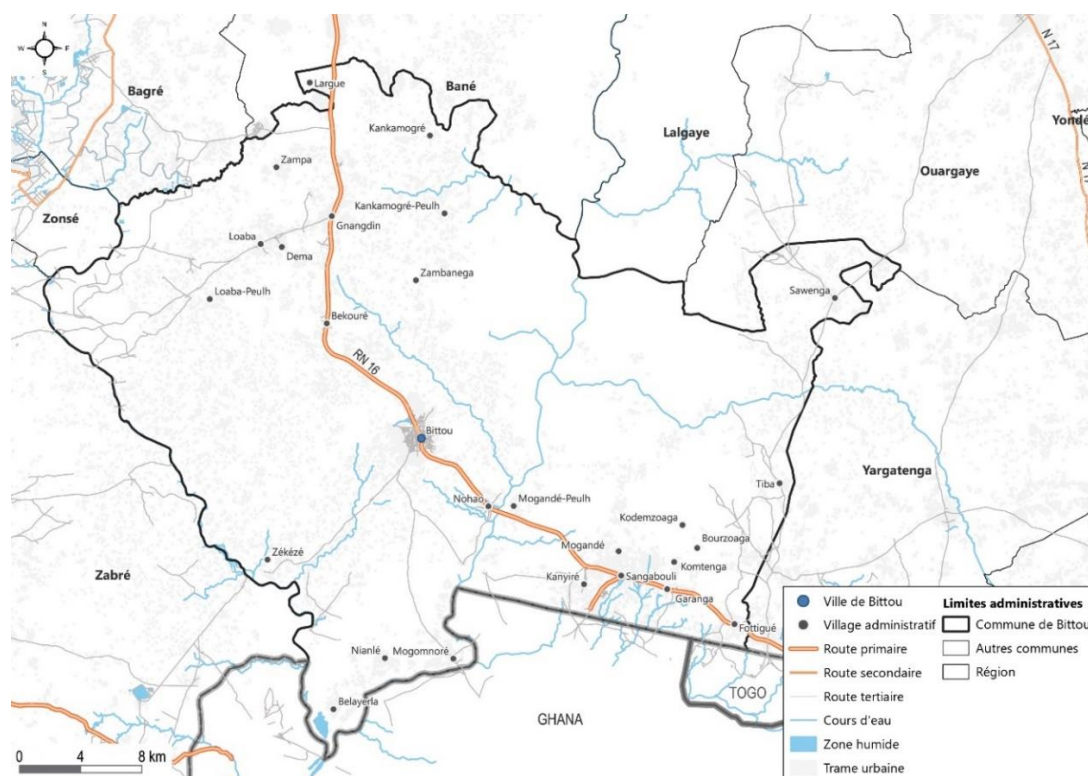 N
W
E
S
N 17
Bagré
Largue
Bané
Kankamogré
Lalgaye
Yondé
N 17
Ouargaye
Zampa
Zonsé
Kankamogré-Peulh
Gnangdin
Loaba
Dema
Zambanega
Loaba-Peulh
Sawenga
Bekouré
RN 16
Bittou
Yargatenga
Tiba
Nohao
Mogandé-Peulh
Kodemzoaga
Bourzoaga
Mogandé
Zékézé
Komtenga
Zabré
Kanyiré
Sangabouli
Garanga
Fottigué
Nianlé
Mogomnoré
Belayerla
GHANA
TOGO
Ville de Bittou
Village administratif
Route primaire
Route secondaire
Route tertiaire
Cours d'eau
Zone humide
Trame urbaine
Limites administratives
Commune de Bittou
Autres communes
Région
0 4 8 km